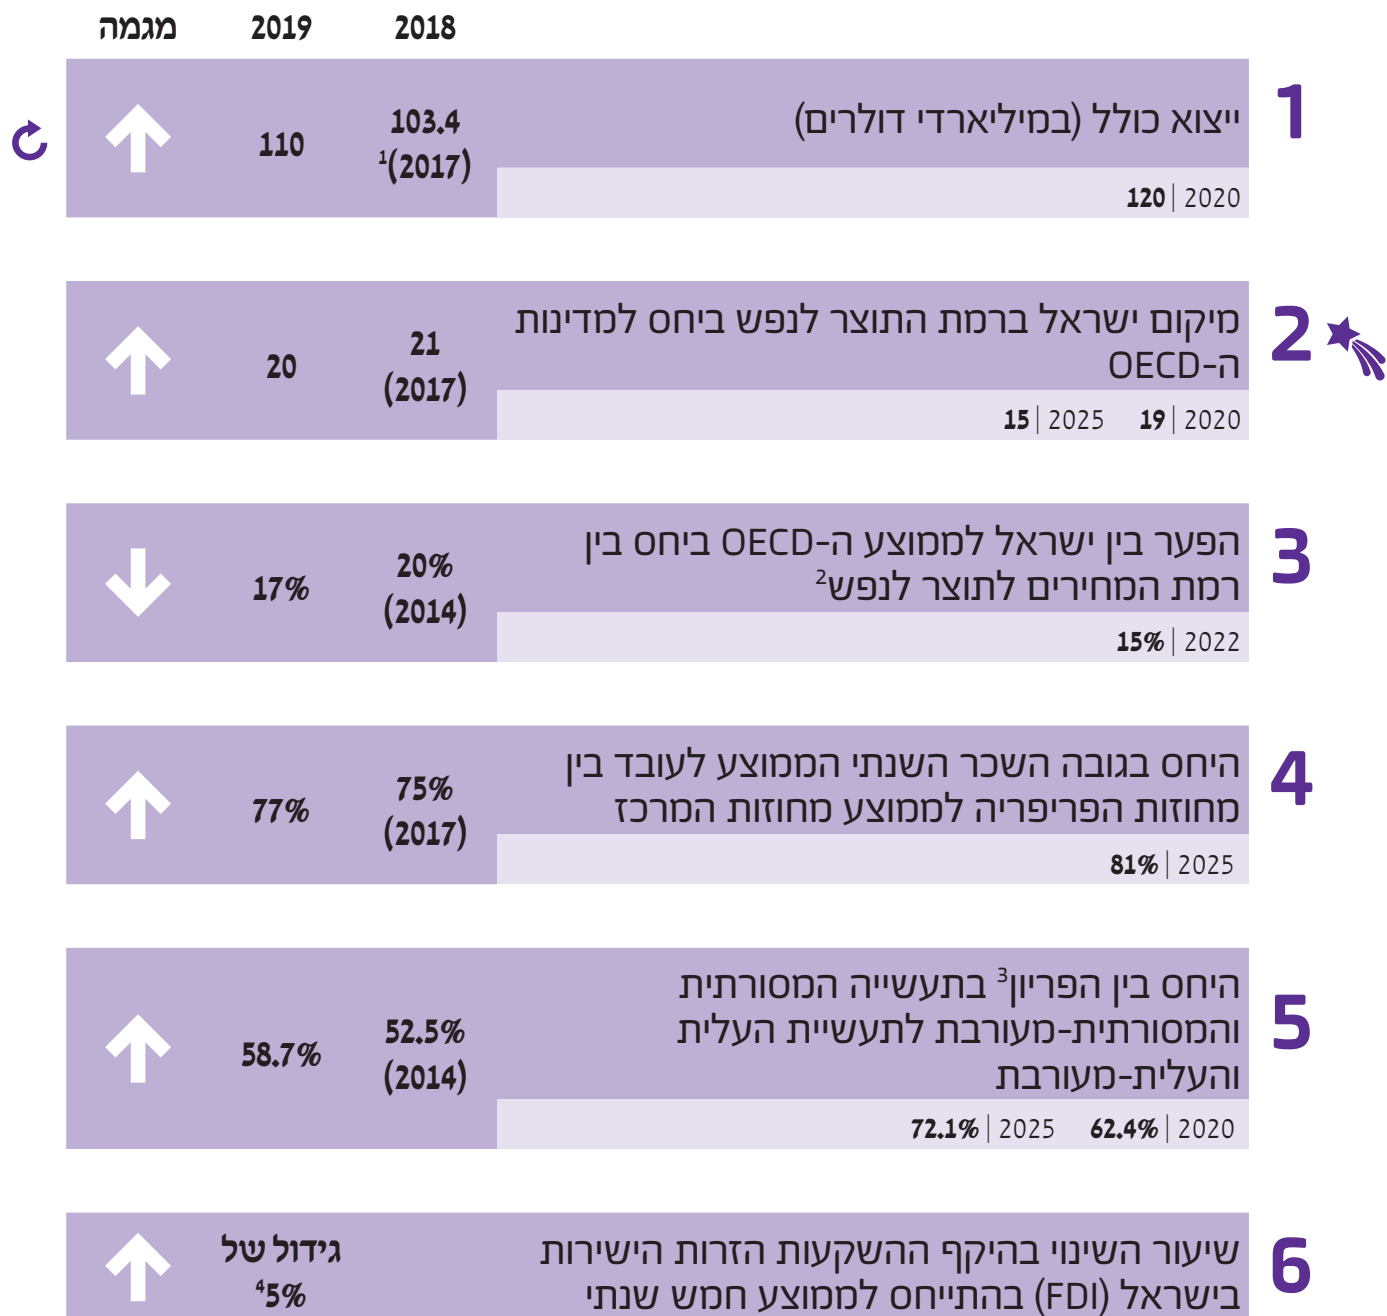 2018 2019 מגמה
1
ייצוא כולל (במיליארדי דולרים)
103.4
(2017)¹
110
2020 | 120
2
מיקום ישראל ברמת התוצר לנפש ביחס למדינות
ה-OECD
21
(2017)
20
2020 | 19 2025 | 15
3
הפער בין ישראל לממוצע ה-OECD ביחס בין
רמת המחירים לתוצר לנפש²
20%
(2014)
17%
2022 | 15%
4
היחס בגובה השכר השנתי הממוצע לעובד בין
מחוזות הפריפריה לממוצע מחוזות המרכז
75%
(2017)
77%
2025 | 81%
5
היחס בין הפריון³ בתעשייה המסורתית
והמסורתית-מעורבת לתעשיית העלית
והעלית-מעורבת
52.5%
(2014)
58.7%
2020 | 62.4% 2025 | 72.1%
6
שיעור השינוי בהיקף ההשקעות הזרות הישירות
בישראל (FDI) בהתייחס לממוצע חמש שנתי
גידול של
5%⁴